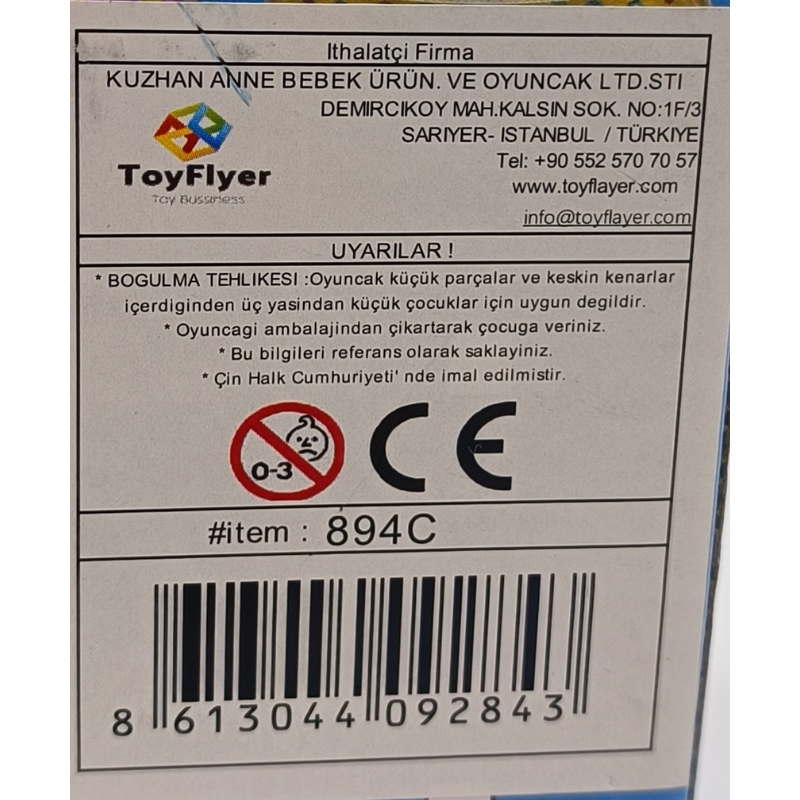 Ithalatçi Firma
KUZHAN ANNE BEBEK ÜRÜN. VE OYUNCAK LTD.STI
DEMIRCIKOY MAH.KALSIN SOK. NO:1F/3
SARIYER- ISTANBUL / TÜRKIYE
Tel: +90 552 570 70 57
www.toyflayer.com
info@toyflayer.com
ToyFlyer
Toy Bussiness
UYARILAR !
* BOGULMA TEHLIKESI :Oyuncak küçük parçalar ve keskin kenarlar
içerdiginden üç yasindan küçük çocuklar için uygun degildir.
* Oyuncagi ambalajindan çikartarak çocuga veriniz.
* Bu bilgileri referans olarak saklayiniz.
* Çin Halk Cumhuriyeti' nde imal edilmistir.
0-3
CE
#item : 894C
8 613044 092843